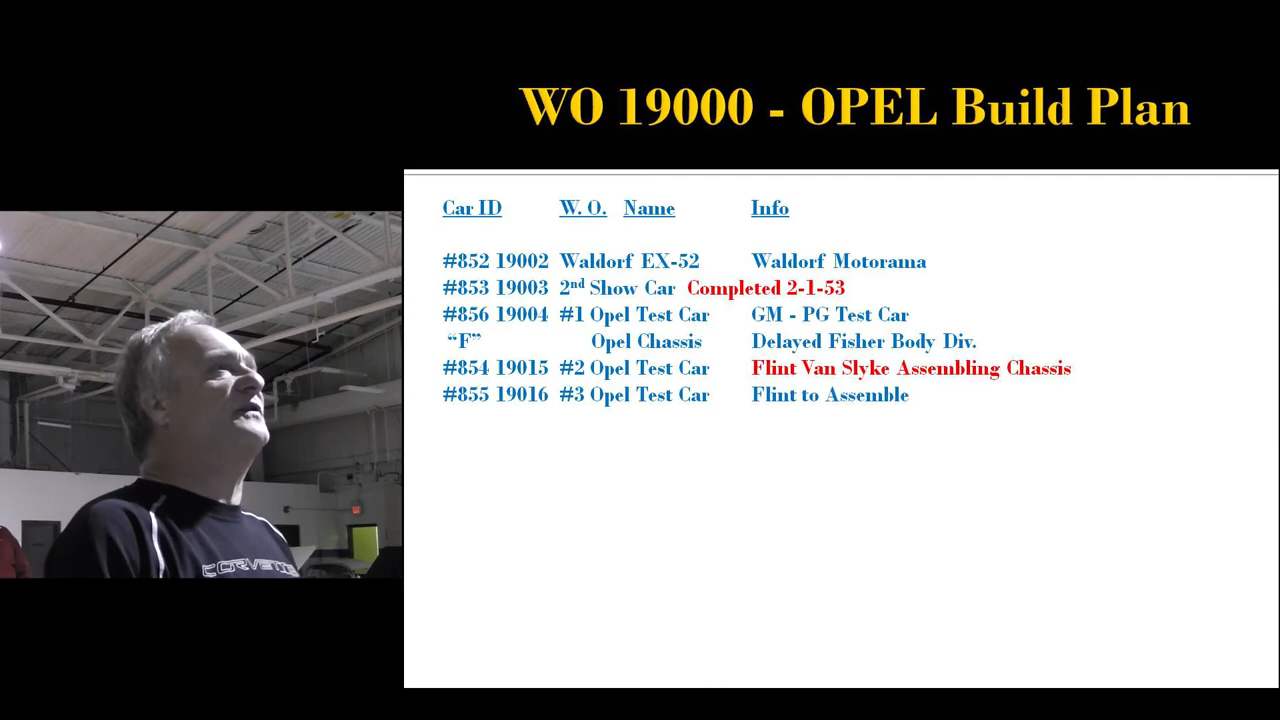 WO 19000 - OPEL Build Plan
Car ID W. O. Name Info
#852 19002 Waldorf EX-52 Waldorf Motorama
#853 19003 2nd Show Car Completed 2-1-53
#856 19004 #1 Opel Test Car GM - PG Test Car
“F” Opel Chassis Delayed Fisher Body Div.
#854 19015 #2 Opel Test Car Flint Van Slyke Assembling Chassis
#855 19016 #3 Opel Test Car Flint to Assemble
CORVETTE